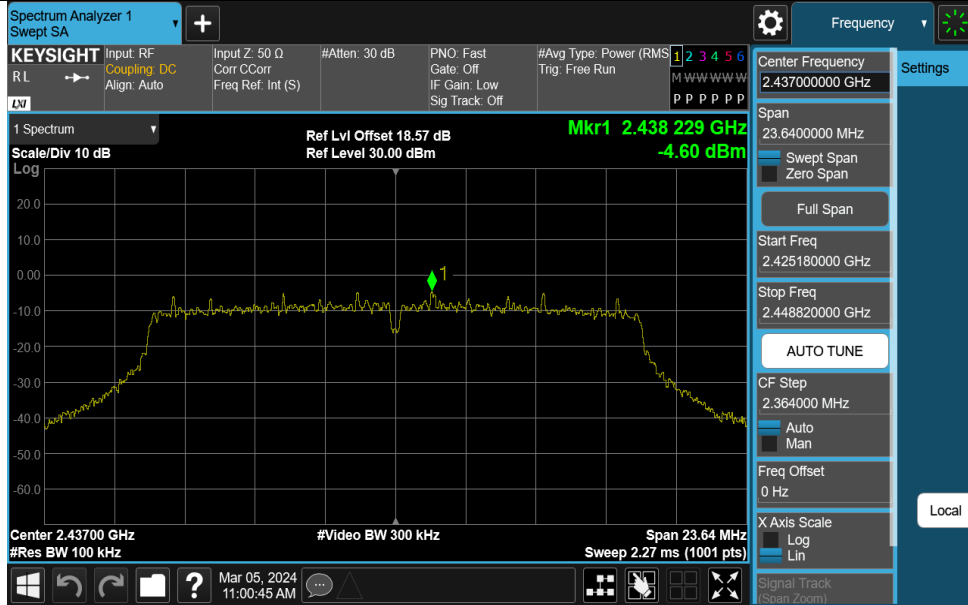 Spectrum Analyzer 1
Swept SA
Frequency
KEYSIGHT
R L
LXI
Input: RF
Coupling: DC
Align: Auto
Input Z: 50 Ω
Corr CCorr
Freq Ref: Int (S)
#Atten: 30 dB
PNO: Fast
Gate: Off
IF Gain: Low
Sig Track: Off
#Avg Type: Power (RMS
Trig: Free Run
1 2 3 4 5 6
M W W W W W
P P P P P P
1 Spectrum
Scale/Div 10 dB
Log
Ref Lvl Offset 18.57 dB
Ref Level 30.00 dBm
Mkr1 2.438 229 GHz
-4.60 dBm
20.0
10.0
0.00
-10.0
-20.0
-30.0
-40.0
-50.0
-60.0
1
Center 2.43700 GHz
#Res BW 100 kHz
#Video BW 300 kHz
Span 23.64 MHz
Sweep 2.27 ms (1001 pts)
Center Frequency
2.437000000 GHz
Span
23.6400000 MHz
Swept Span
Zero Span
Full Span
Start Freq
2.425180000 GHz
Stop Freq
2.448820000 GHz
AUTO TUNE
CF Step
2.364000 MHz
Auto
Man
Freq Offset
0 Hz
X Axis Scale
Log
Lin
Signal Track
(Span Zoom)
Settings
Local
?
Mar 05, 2024
11:00:45 AM